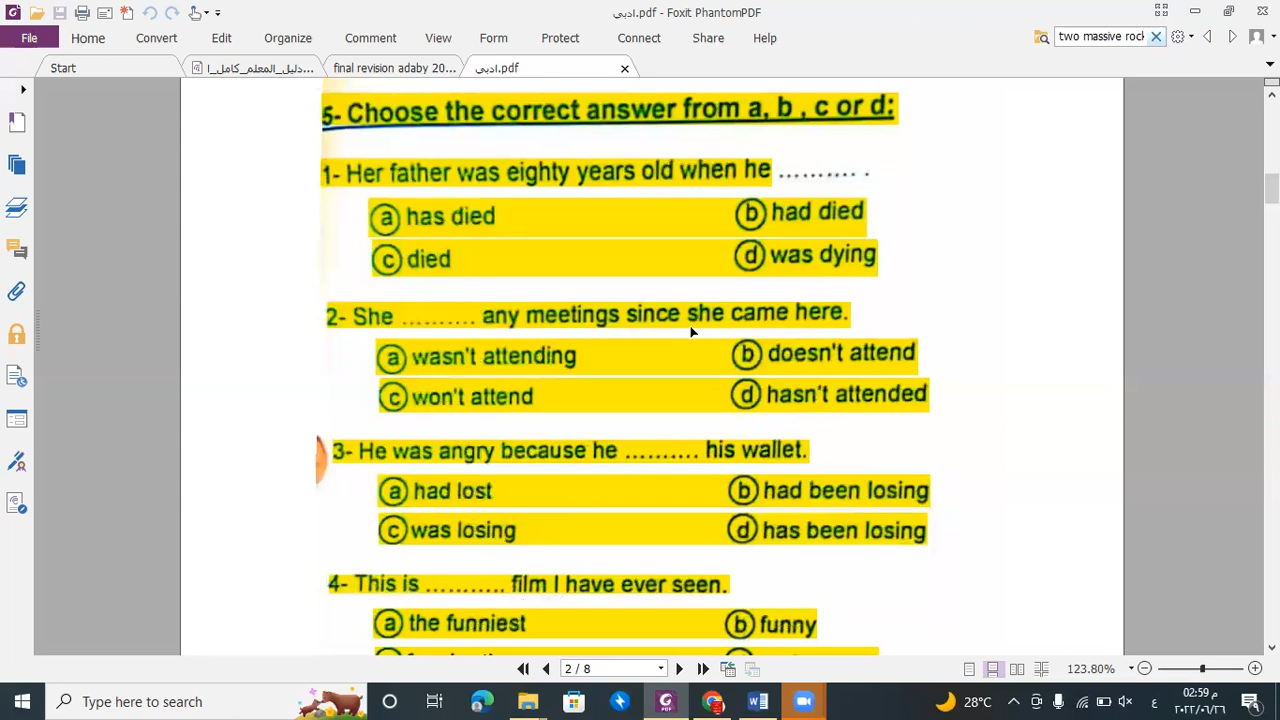 ادبي.pdf - Foxit PhantomPDF
File Home Convert Edit Organize Comment View Form Protect Connect Share Help
two massive rock
Start
دليل_المعلم_كامل_ا...
final revision adaby 20...
ادبي.pdf
5- Choose the correct answer from a, b , c or d:
1- Her father was eighty years old when he .......... .
a has died
b had died
c died
d was dying
2- She .......... any meetings since she came here.
a wasn't attending
b doesn't attend
c won't attend
d hasn't attended
3- He was angry because he .......... his wallet.
a had lost
b had been losing
c was losing
d has been losing
4- This is ........... film I have ever seen.
a the funniest
b funny
2 / 8
123.80%
Type here to search
28°C
ع
02:59 م